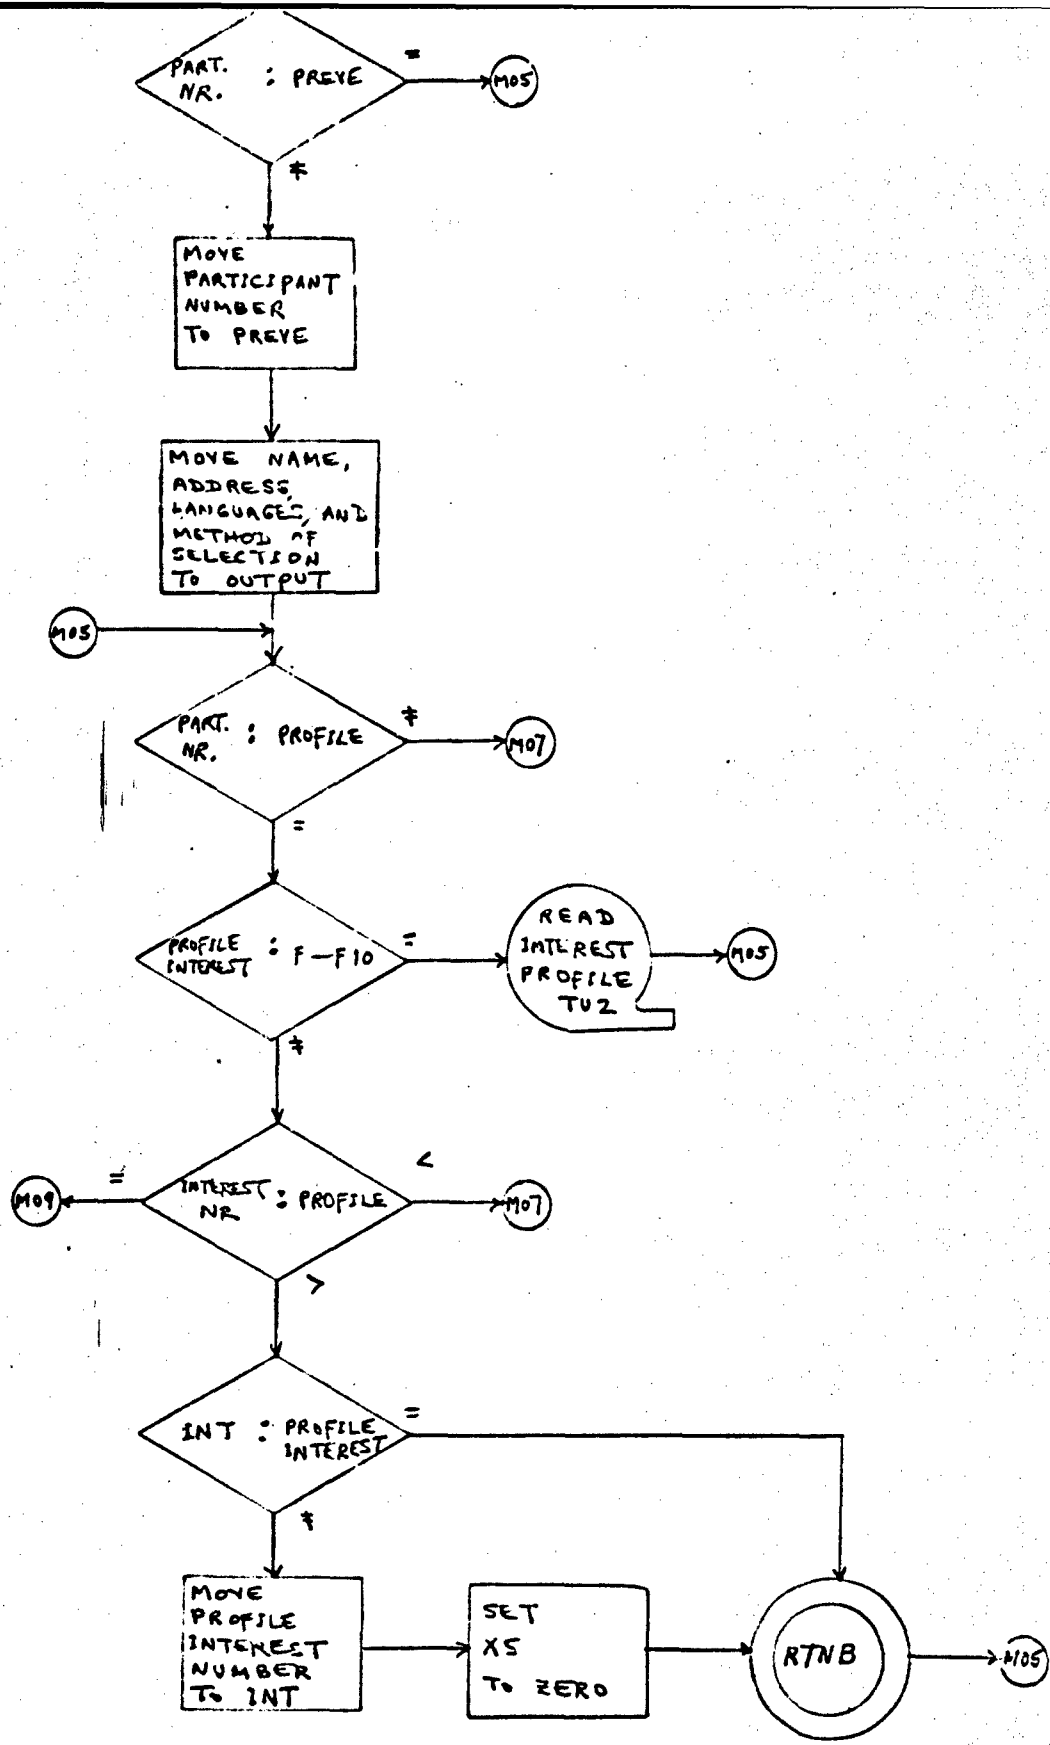 PART. : PREVE
NR.
=
M05
≠
MOVE
PARTICIPANT
NUMBER
TO PREVE
MOVE NAME,
ADDRESS,
LANGUAGES, AND
METHOD OF
SELECTION
TO OUTPUT
M05
PART. : PROFILE
NR.
≠
M07
=
PROFILE : F-F10
INTEREST
=
READ
INTEREST
PROFILE
TU2
M05
≠
INTEREST : PROFILE
NR
=
M09
<
M07
>
INT : PROFILE
INTEREST
=
≠
MOVE
PROFILE
INTEREST
NUMBER
TO INT
SET
X5
TO ZERO
RTNB
M05